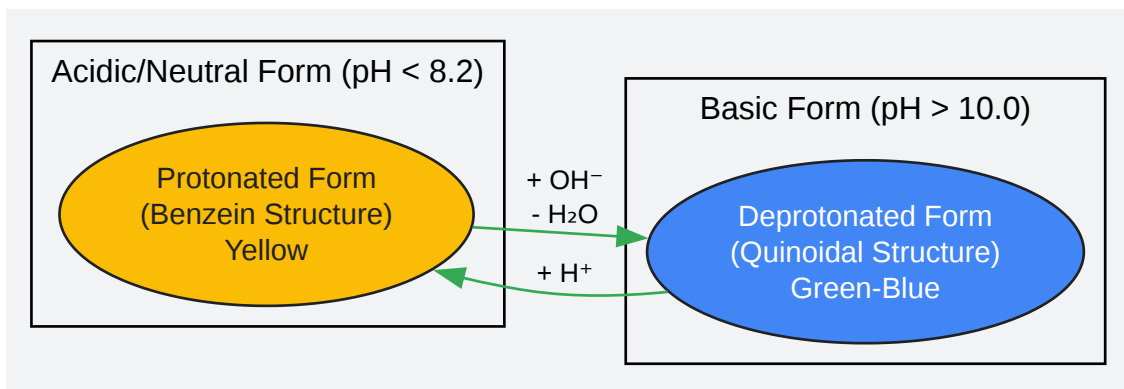 Acidic/Neutral Form (pH < 8.2)
Protonated Form
(Benzein Structure)
Yellow
+ OH⁻
- H₂O
+ H⁺
Basic Form (pH > 10.0)
Deprotonated Form
(Quinoidal Structure)
Green-Blue